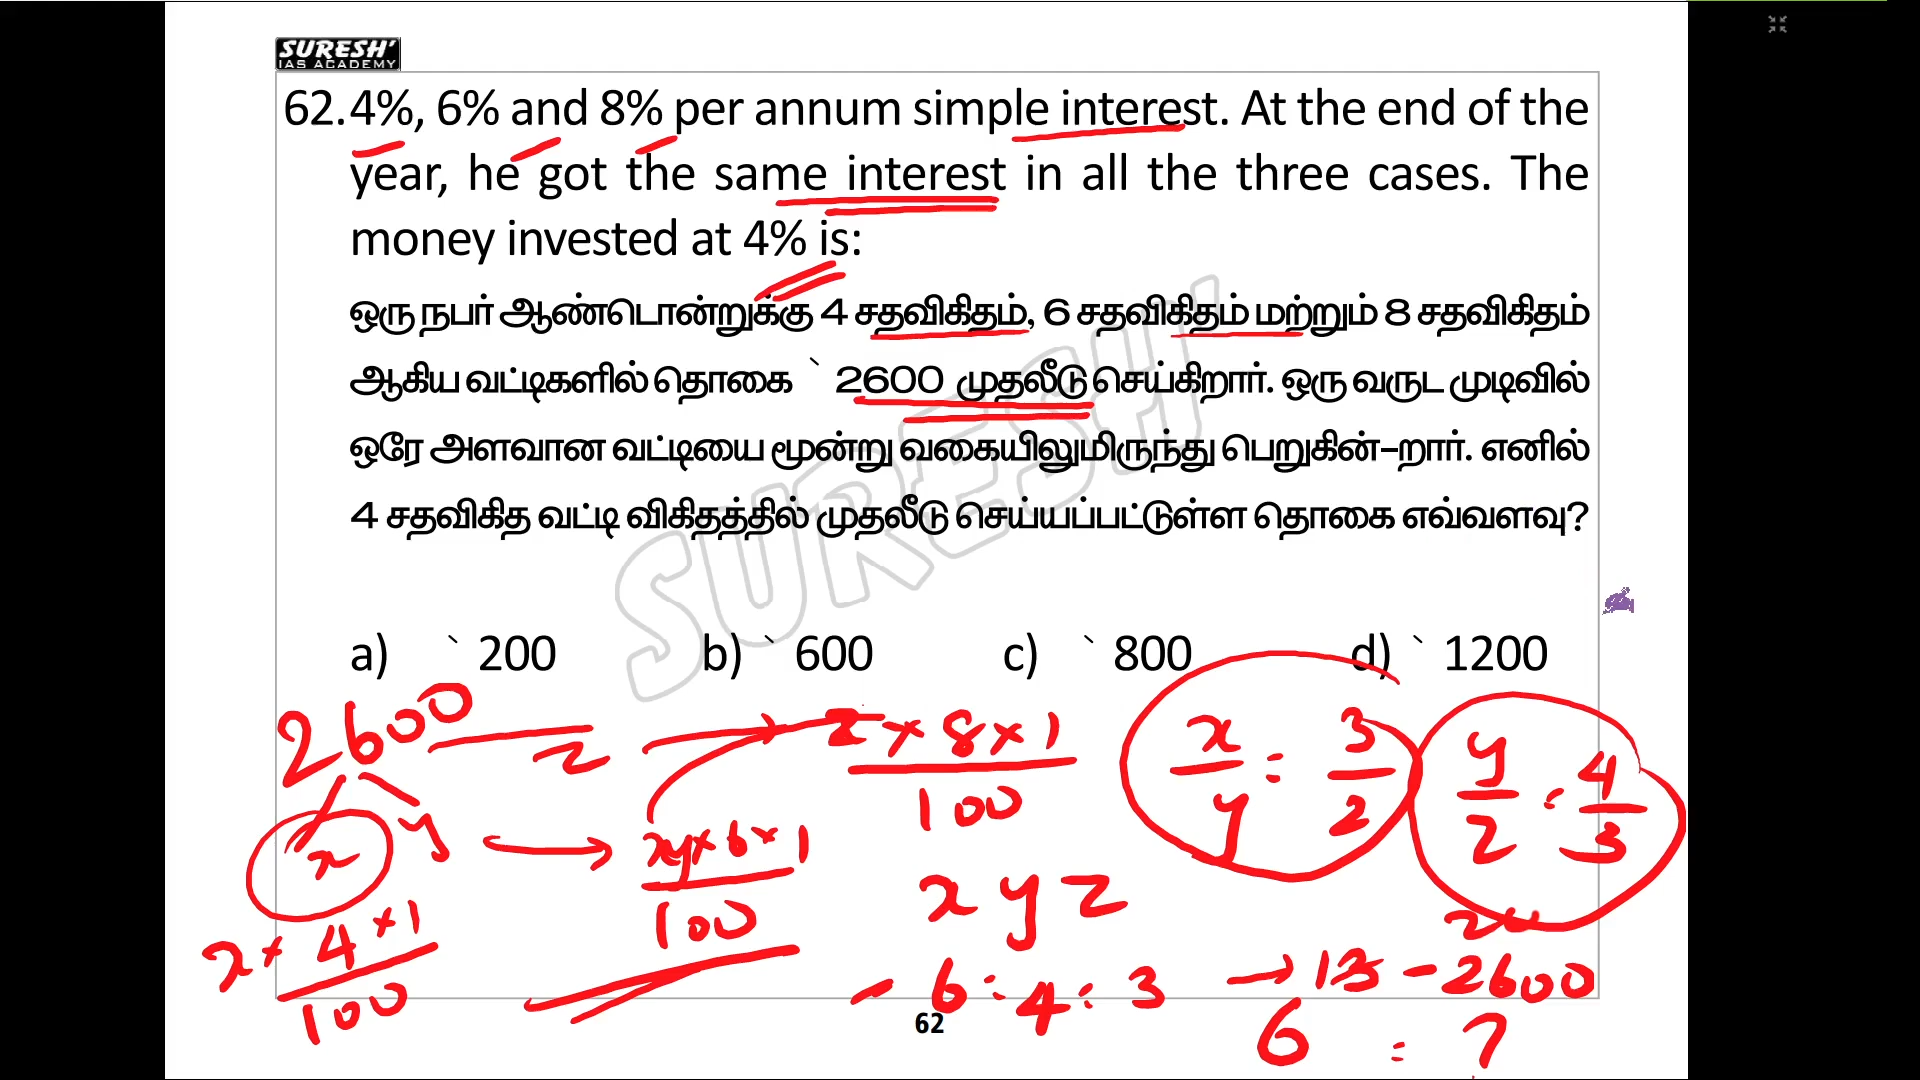 SURESH'
IAS ACADEMY
62. 4%, 6% and 8% per annum simple interest. At the end of the
year, he got the same interest in all the three cases. The
money invested at 4% is:
ஒரு நபர் ஆண்டொன்றுக்கு 4 சதவிகிதம், 6 சதவிகிதம் மற்றும் 8 சதவிகிதம்
ஆகிய வட்டிகளில் தொகை ` 2600 முதலீடு செய்கிறார். ஒரு வருட முடிவில்
ஒரே அளவான வட்டியை மூன்று வகையிலுமிருந்து பெறுகின்-றார். எனில்
4 சதவிகித வட்டி விகிதத்தில் முதலீடு செய்யப்பட்டுள்ள தொகை எவ்வளவு?
SURESH
a) ` 200 b) ` 600 c) ` 800 d) ` 1200
2600 z → z × 8 × 1 / 100 x/y = 3/2 y/z = 4/3
x y → y × 6 × 1 / 100
x y z
x × 4 × 1 / 100
6 : 4 : 3 → 13 - 2600
6 = ?
62